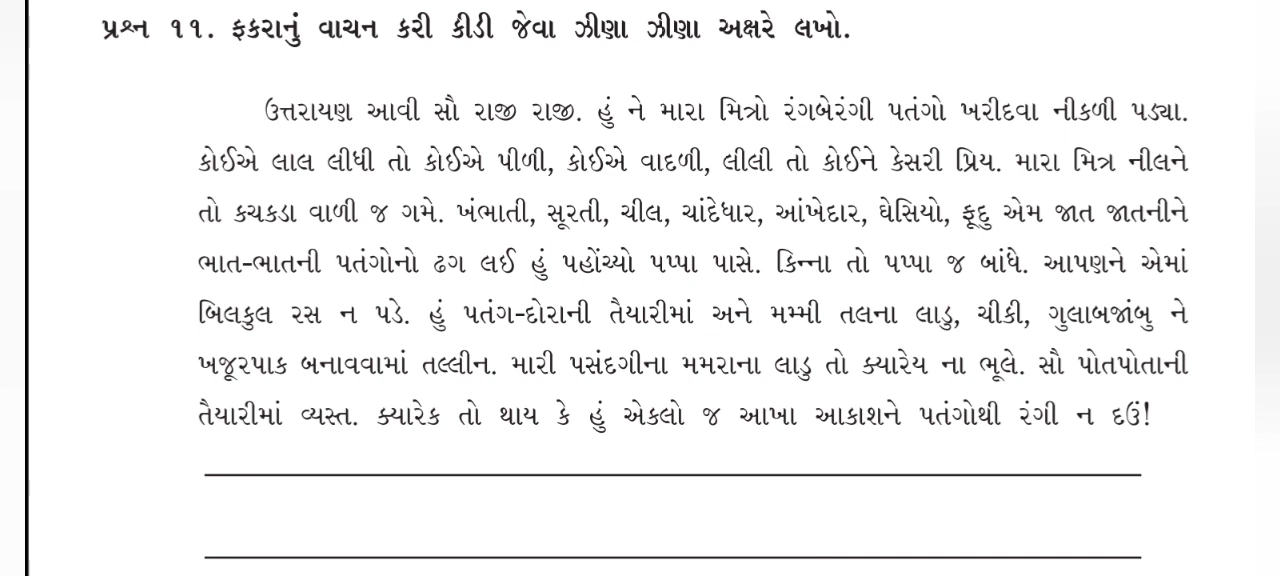 પ્રશ્ન ૧૧. ફકરાનું વાચન કરી કીડી જેવા ઝીણા ઝીણા અક્ષરે લખો.
ઉત્તરાયણ આવી સૌ રાજી રાજી. હું ને મારા મિત્રો રંગબેરંગી પતંગો ખરીદવા નીકળી પડ્યા.
કોઈએ લાલ લીધી તો કોઈએ પીળી, કોઈએ વાદળી, લીલી તો કોઈને કેસરી પ્રિય. મારા મિત્ર નીલને
તો કચકડા વાળી જ ગમે. ખંભાતી, સૂરતી, ચીલ, ચાંદેધાર, આંખેદાર, ઘેસિયો, ફૂદુ એમ જાત જાતનીને
ભાત-ભાતની પતંગોનો ઢગ લઈ હું પહોંચ્યો પપ્પા પાસે. કિન્ના તો પપ્પા જ બાંધે. આપણને એમાં
બિલકુલ રસ ન પડે. હું પતંગ-દોરાની તૈયારીમાં અને મમ્મી તલના લાડુ, ચીકી, ગુલાબજાંબુ ને
ખજૂરપાક બનાવવામાં તલ્લીન. મારી પસંદગીના મમરાના લાડુ તો ક્યારેય ના ભૂલે. સૌ પોતપોતાની
તૈયારીમાં વ્યસ્ત. ક્યારેક તો થાય કે હું એકલો જ આખા આકાશને પતંગોથી રંગી ન દઉં!